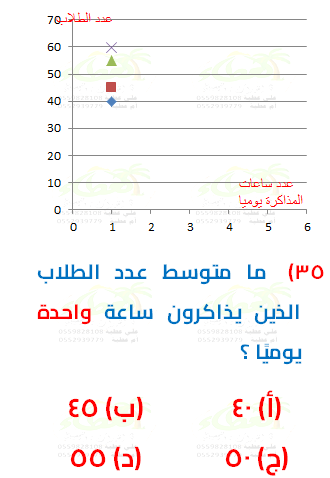 عدد الطلاب
70
60
50
40
30
20
10
0
0 1 2 3 4 5 6
عدد ساعات
المذاكرة يوميا
٣٥) ما متوسط عدد الطلاب
الذين يذاكرون ساعة واحدة
يوميًا ؟
(أ) ٤٠ (ب) ٤٥
(ج) ٥٠ (د) ٥٥